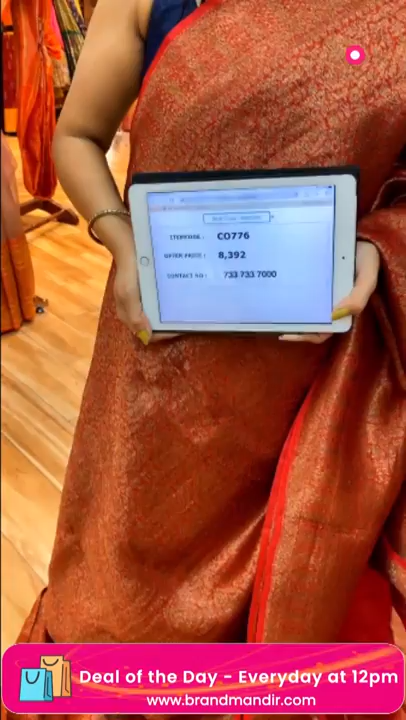 ITEMCODE : CO776
OFFER PRICE : 8,392
CONTACT NO : 733 733 7000
Deal of the Day - Everyday at 12pm
www.brandmandir.com